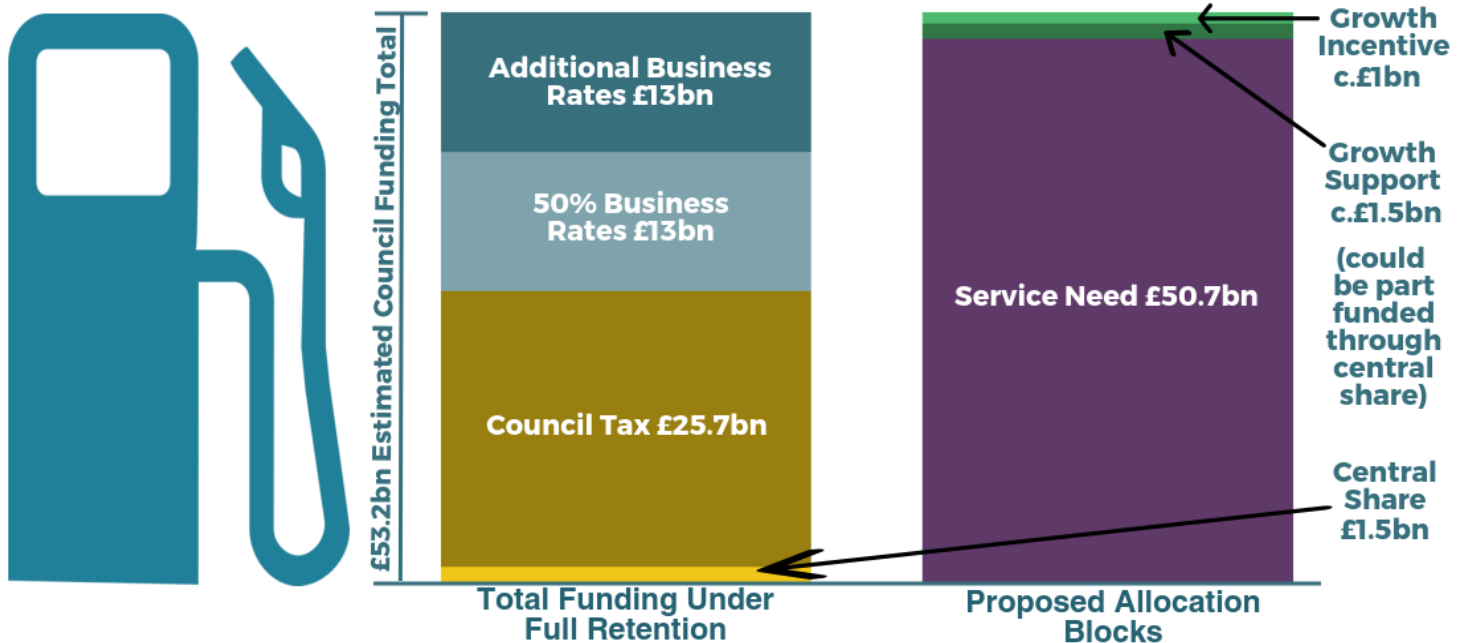 £53.2bn Estimated Council Funding Total
Additional Business
Rates £13bn
50% Business
Rates £13bn
Council Tax £25.7bn
Total Funding Under
Full Retention
Service Need £50.7bn
Proposed Allocation
Blocks
Growth
Incentive
c.£1bn
Growth
Support
c.£1.5bn
(could
be part
funded
through
central
share)
Central
Share
£1.5bn